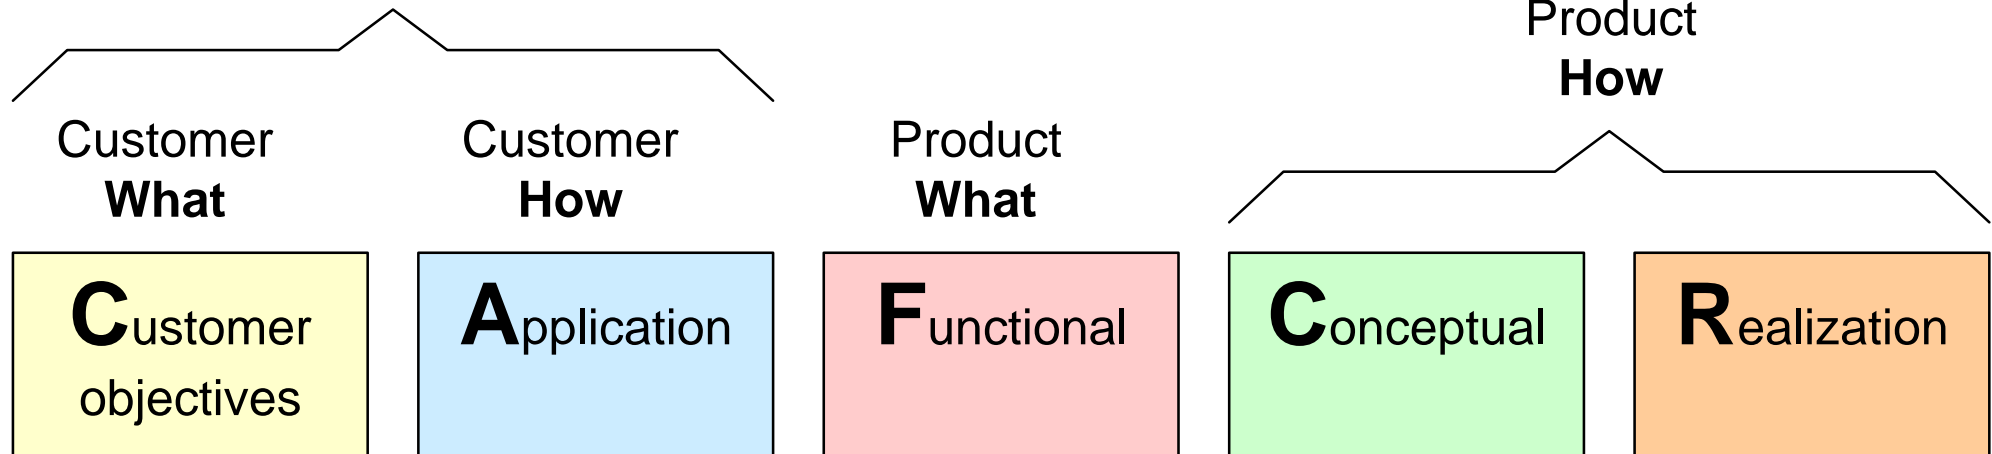 Product
How
Customer
What
Customer
How
Product
What
Customer
objectives
Application
Functional
Conceptual
Realization